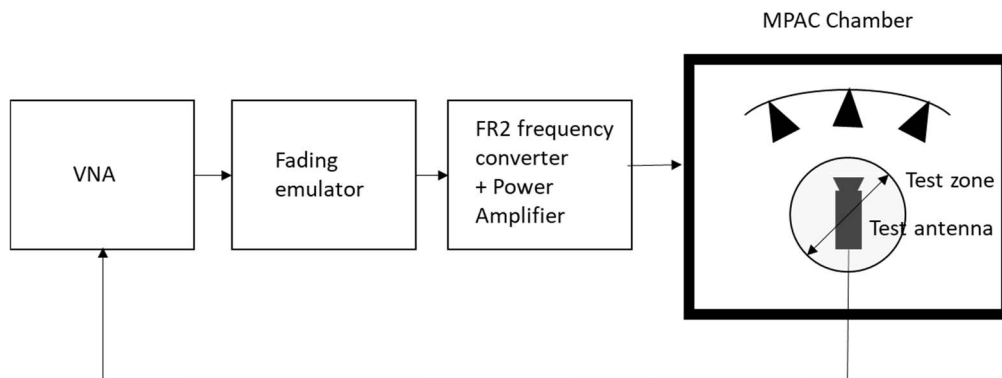 MPAC Chamber
VNA
Fading
emulator
FR2 frequency
converter
+ Power
Amplifier
Test zone
Test antenna